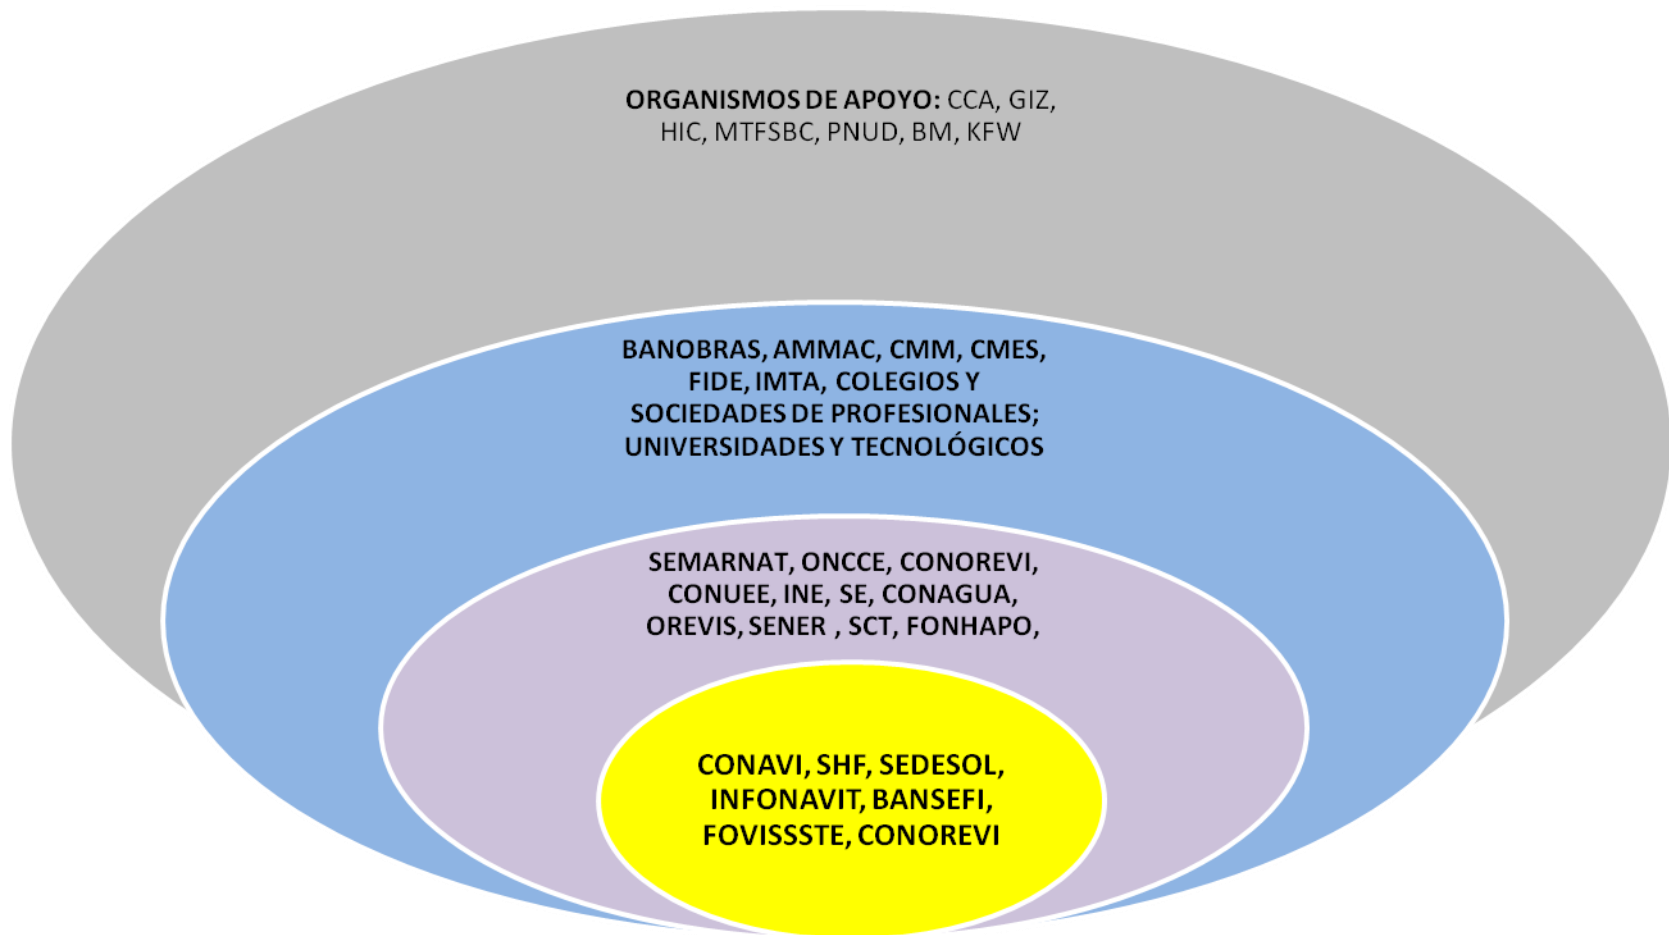 ORGANISMOS DE APOYO: CCA, GIZ,
HIC, MTFSBC, PNUD, BM, KFW
BANOBRAS, AMMAC, CMM, CMES,
FIDE, IMTA, COLEGIOS Y
SOCIEDADES DE PROFESIONALES;
UNIVERSIDADES Y TECNOLÓGICOS
SEMARNAT, ONCCE, CONOREVI,
CONUEE, INE, SE, CONAGUA,
OREVIS, SENER , SCT, FONHAPO,
CONAVI, SHF, SEDESOL,
INFONAVIT, BANSEFI,
FOVISSSTE, CONOREVI